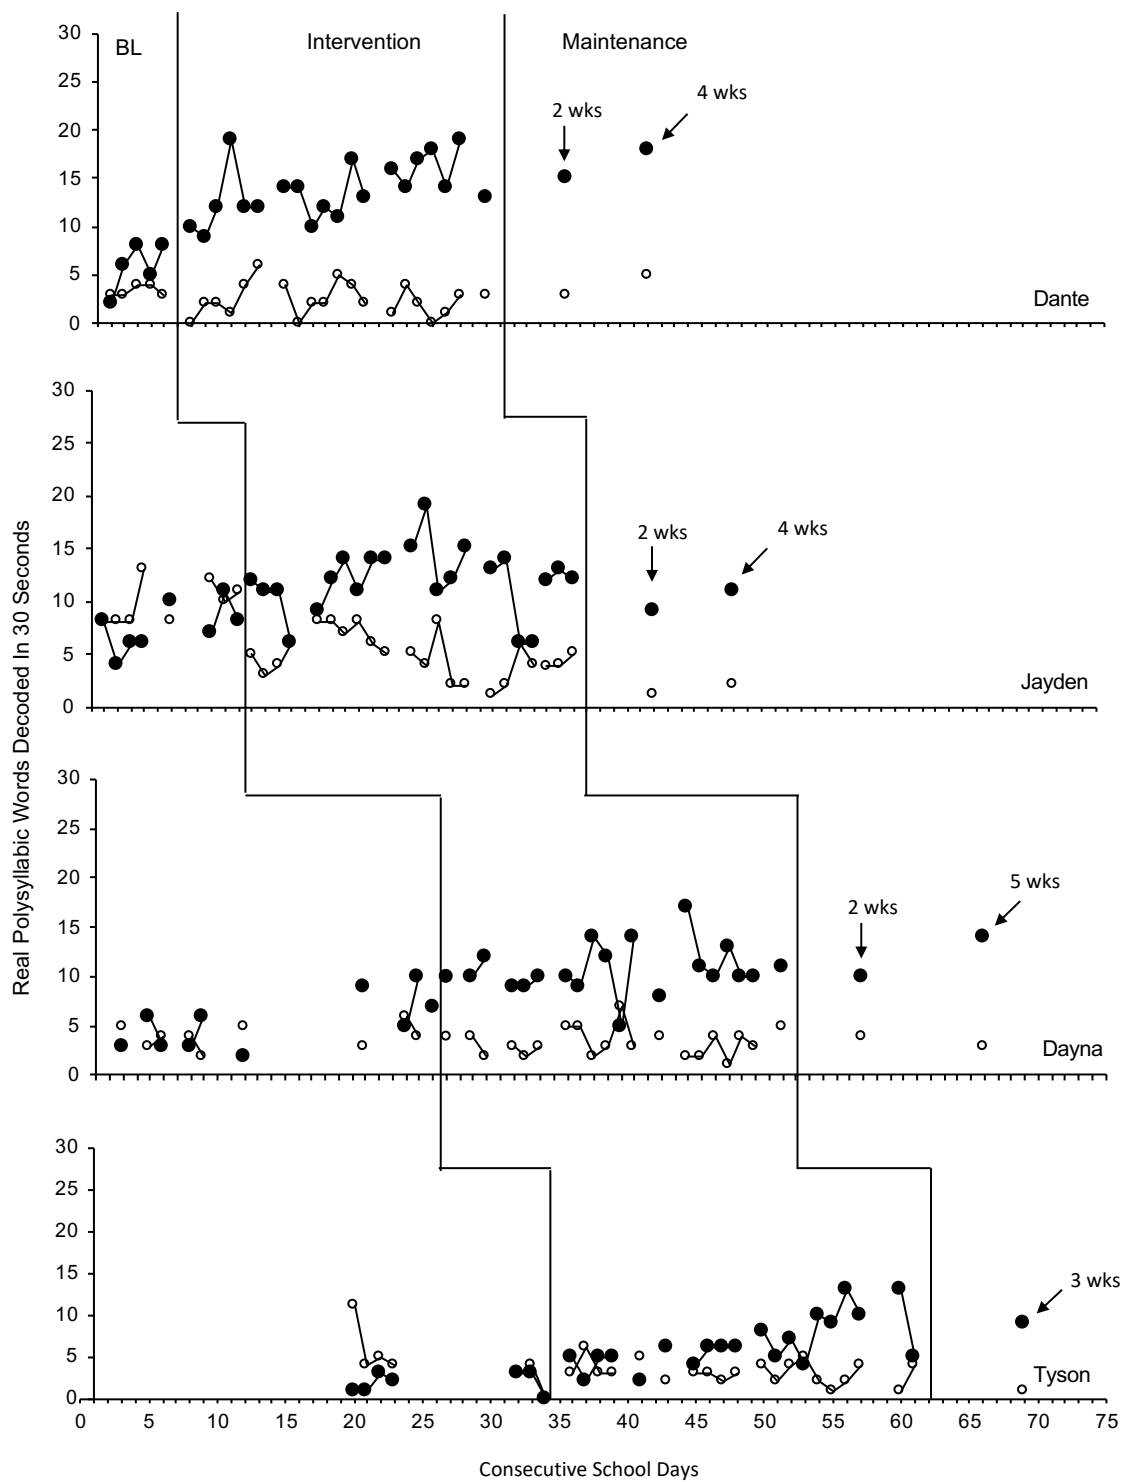 BL Intervention Maintenance
30
25
20
15
10
5
0
2 wks
4 wks
Dante
30
25
20
15
10
5
0
2 wks
4 wks
Jayden
Real Polysyllabic Words Decoded In 30 Seconds
30
25
20
15
10
5
0
2 wks
5 wks
Dayna
30
25
20
15
10
5
0
3 wks
Tyson
0 5 10 15 20 25 30 35 40 45 50 55 60 65 70 75
Consecutive School Days